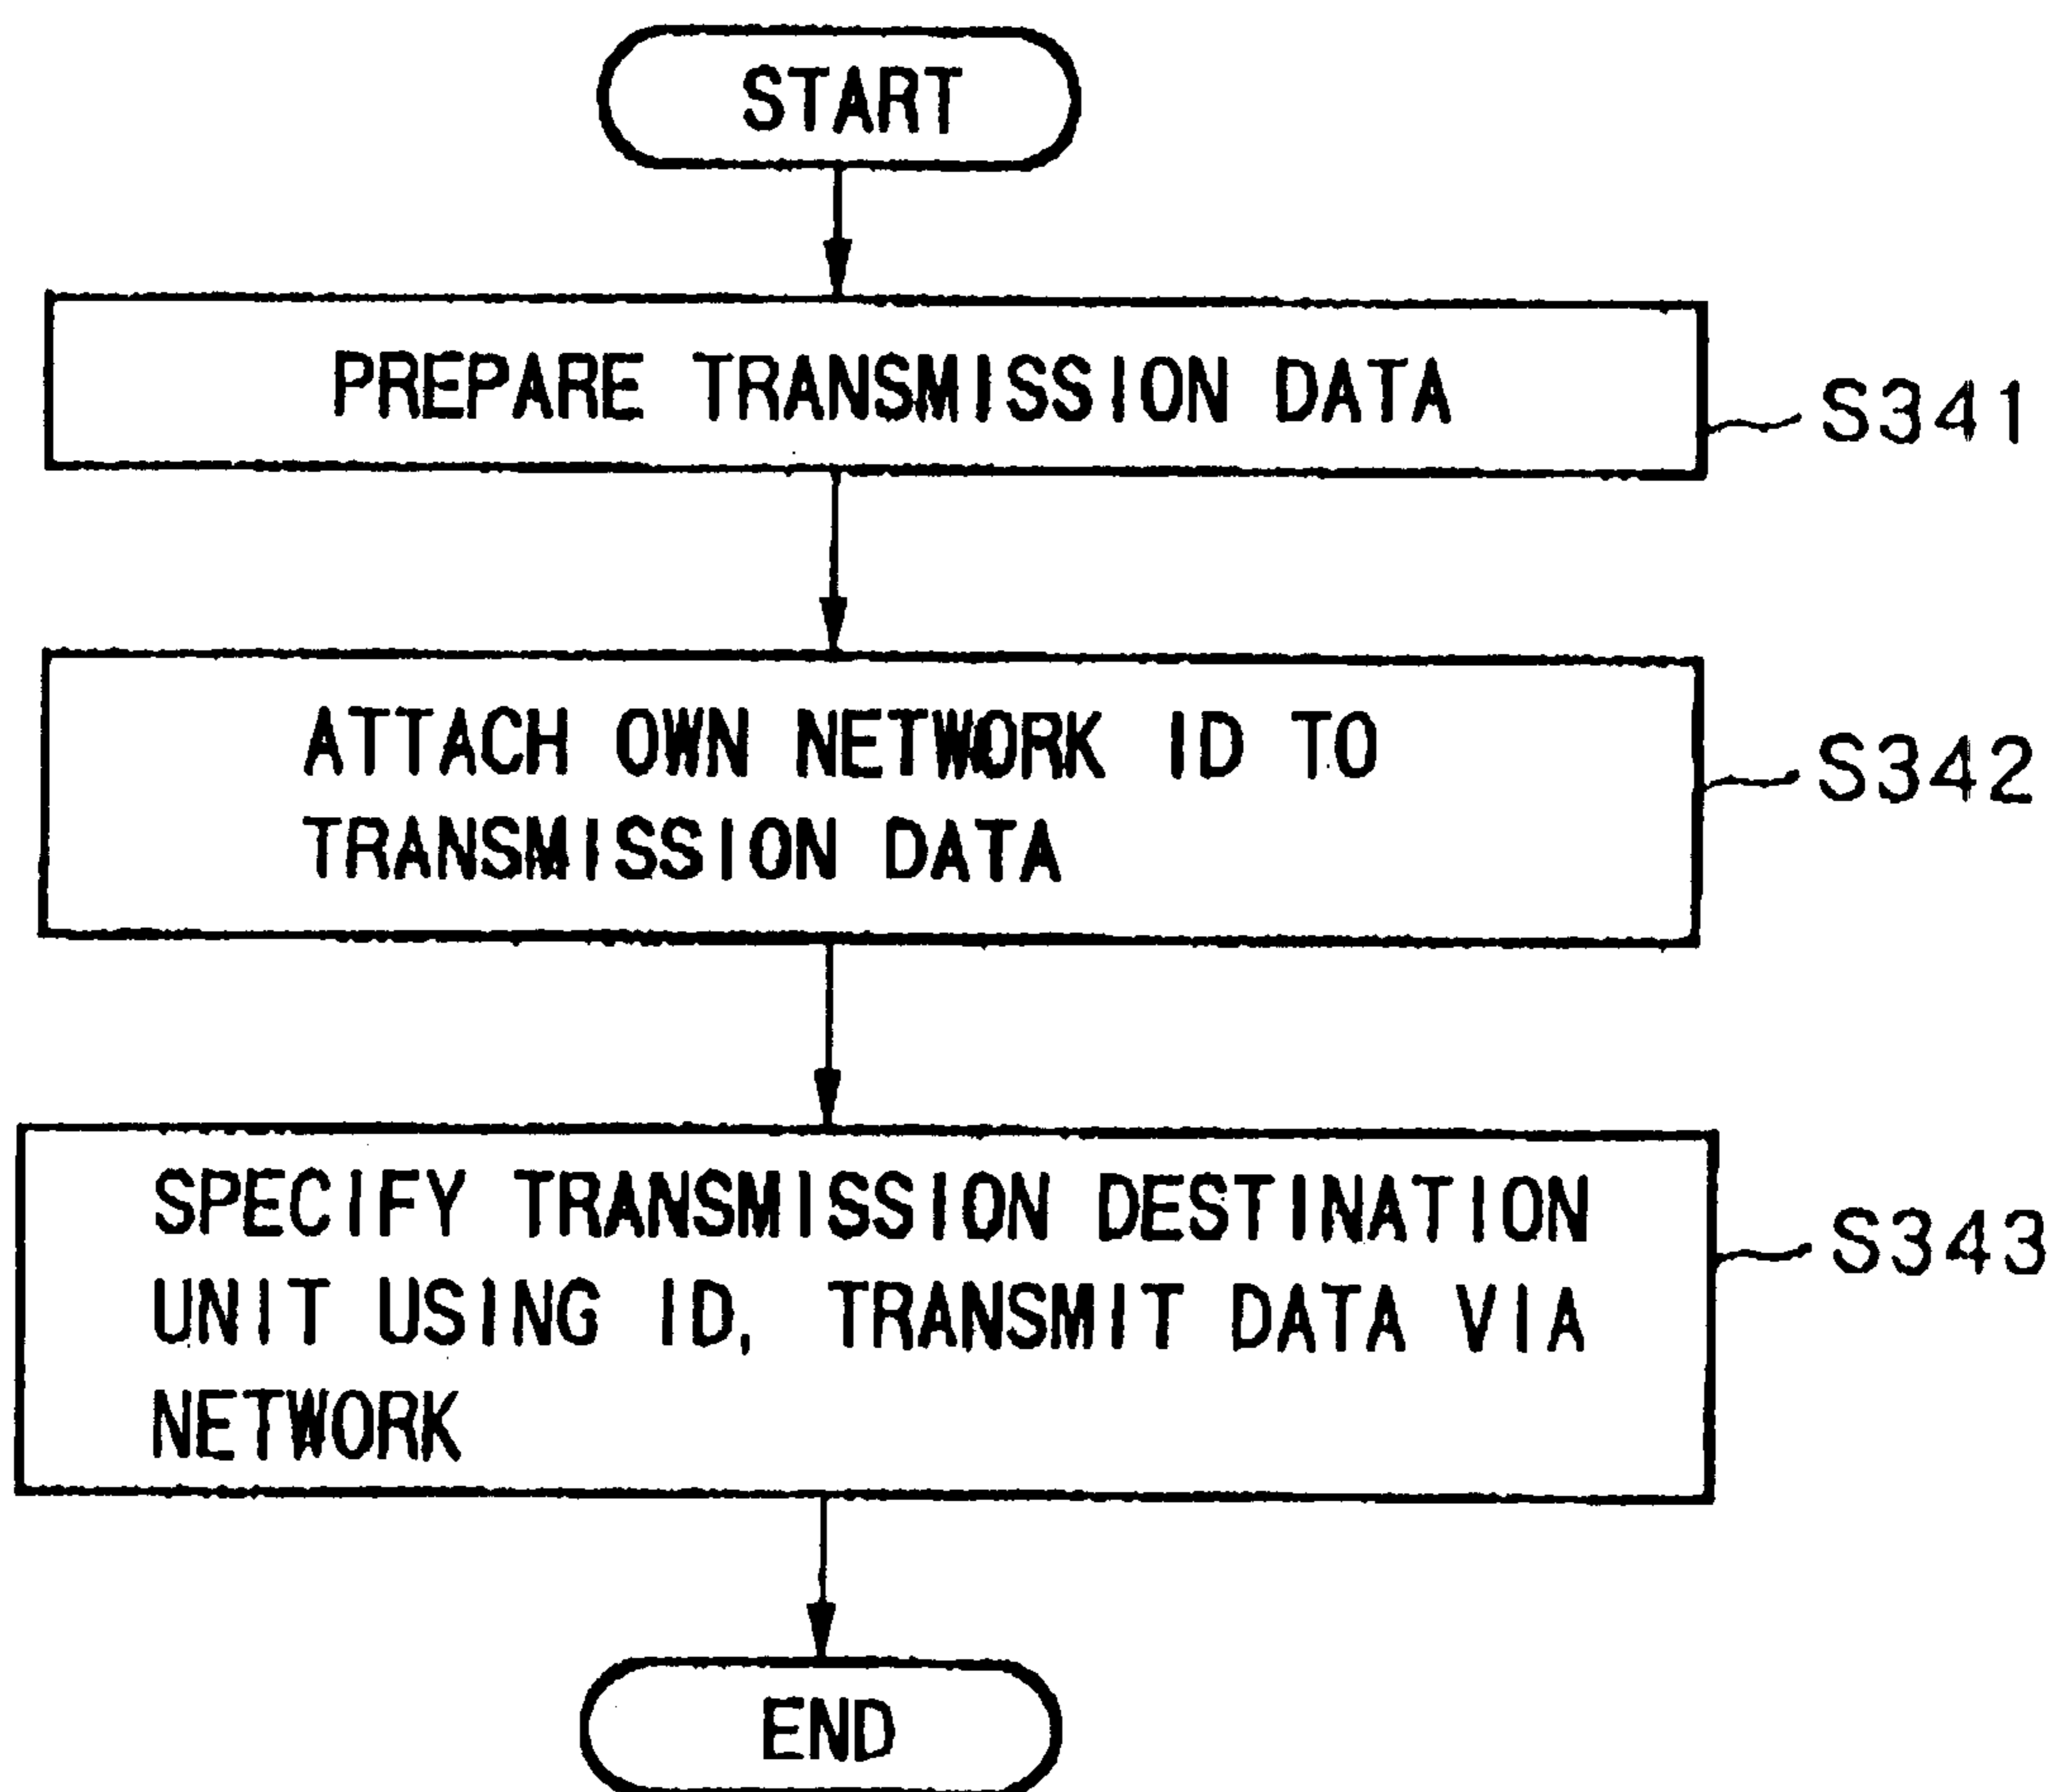 START
PREPARE TRANSMISSION DATA
S341
ATTACH OWN NETWORK ID TO
TRANSMISSION DATA
S342
SPECIFY TRANSMISSION DESTINATION
UNIT USING ID, TRANSMIT DATA VIA
NETWORK
S343
END